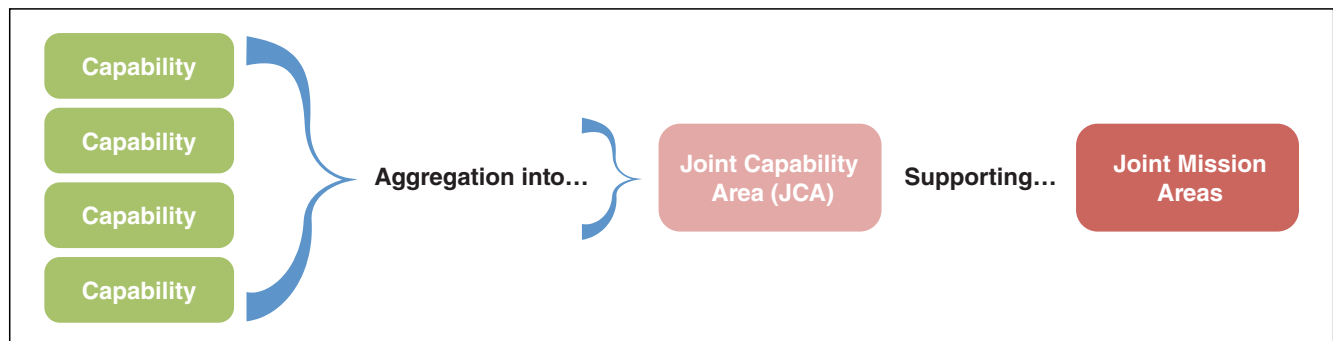 Capability
Capability
Capability
Capability
Aggregation into…
Joint Capability
Area (JCA)
Supporting…
Joint Mission
Areas